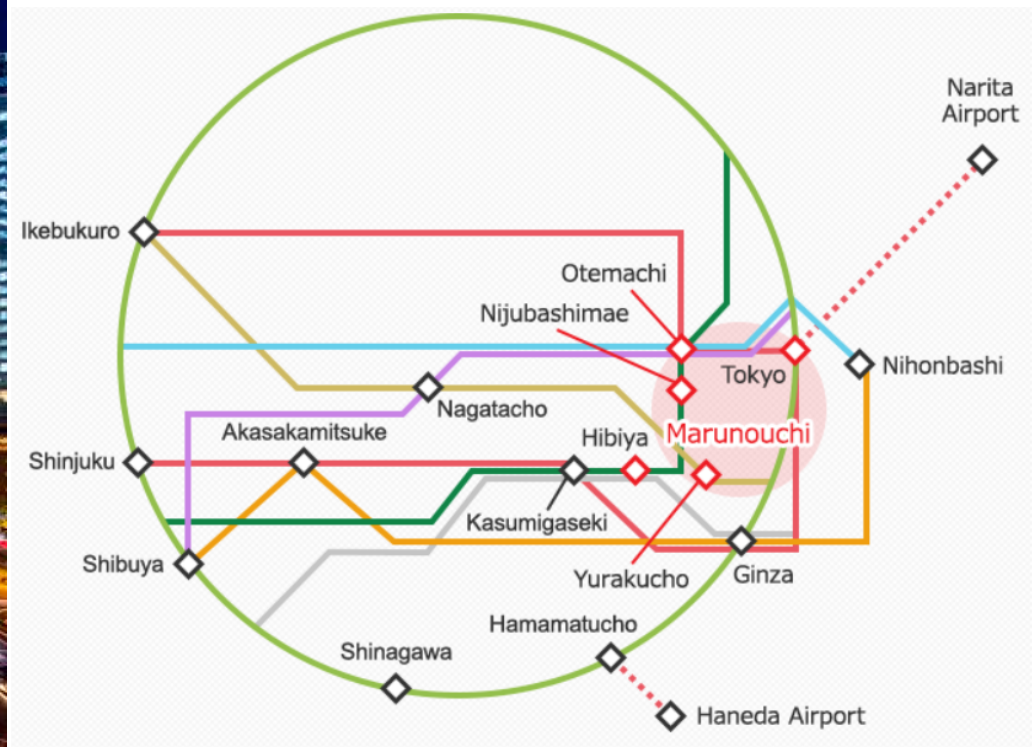 Narita
Airport
Ikebukuro
Otemachi
Nijubashimae
Tokyo
Nihonbashi
Nagatacho
Akasakamitsuke
Hibiya
Marunouchi
Shinjuku
Kasumigaseki
Shibuya
Yurakucho
Ginza
Hamamatucho
Shinagawa
Haneda Airport